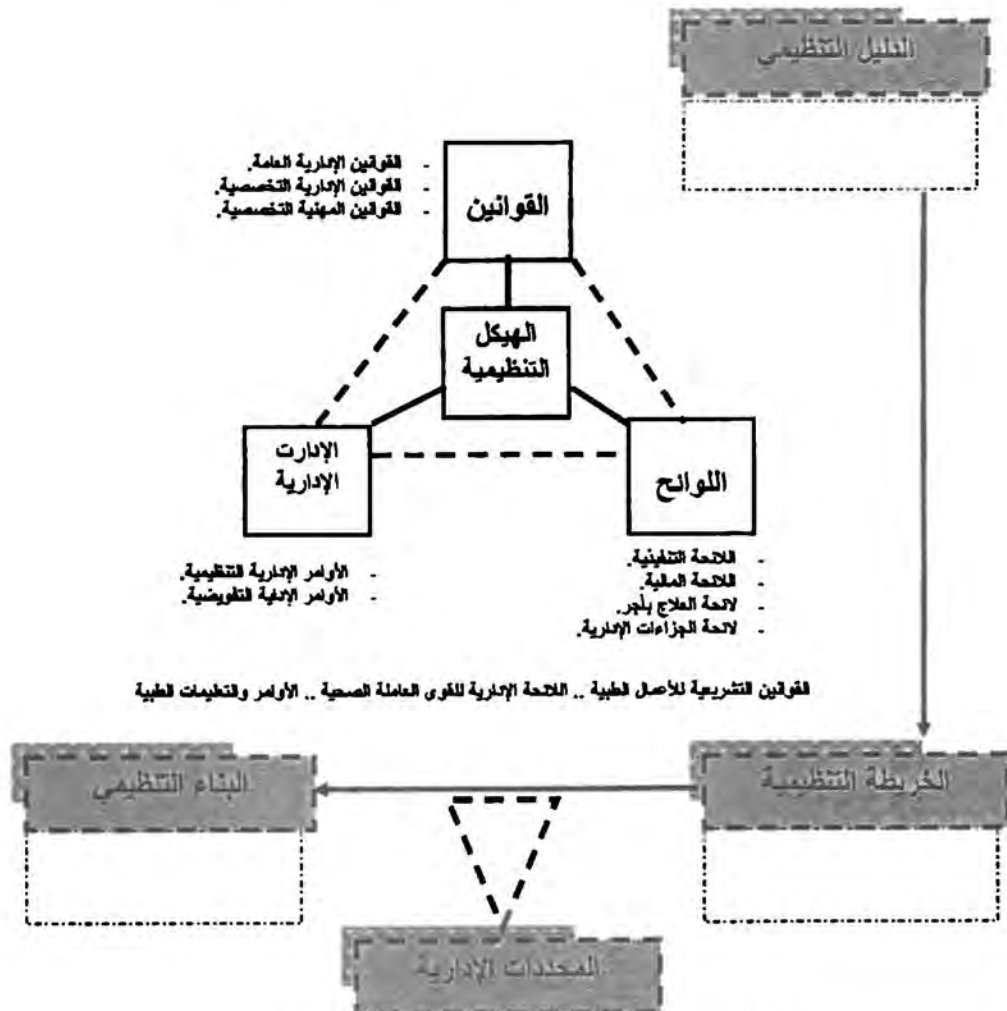 الدليل التنظيمي
- القوانين الإدارية العامة.
- القوانين الإدارية التخصصية.
- القوانين المهنية التخصصية.
القوانين
الهيكل
التنظيمية
الإدارت
الإدارية
اللوائح
- الأوامر الإدارية التنظيمية.
- الأوامر الإدلية التفويضية.
- اللائحة التنفيذية.
- اللائحة المالية.
- لائحة العلاج بأجر.
- لائحة الجزاءات الإدارية.
القوانين التشريعية للأعمال الطبية .. اللائحة الإدارية للقوى العاملة الصحية .. الأوامر والتعليمات الطبية
الخريطة التنظيمية
البناء التنظيمي
المحددات الإدارية